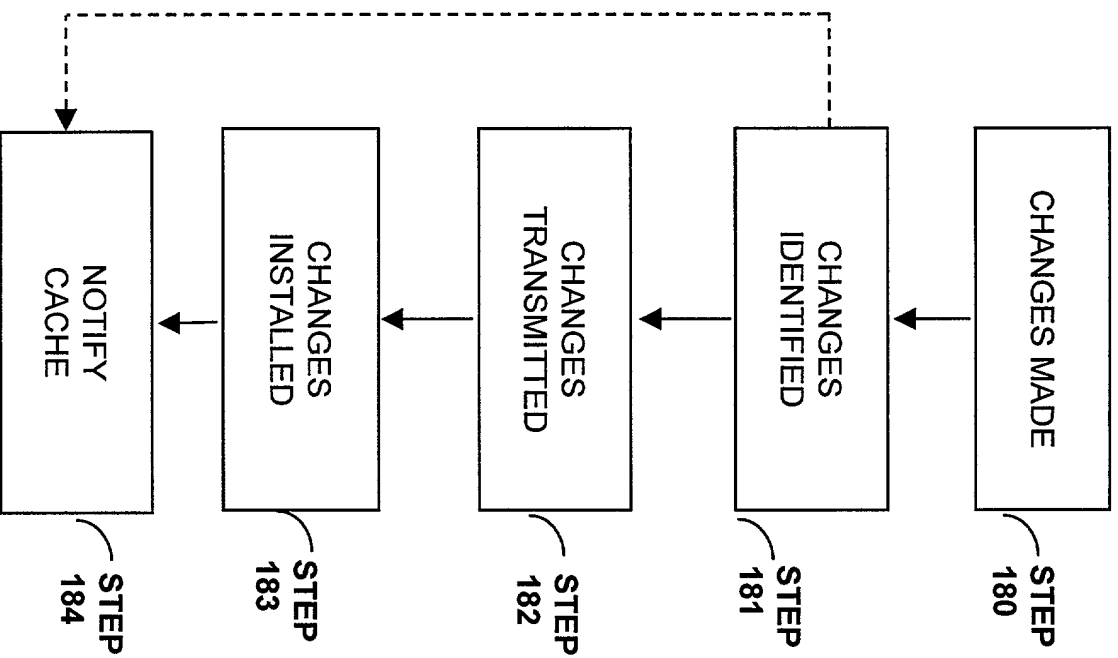 CHANGES MADE
STEP
180
CHANGES
IDENTIFIED
STEP
181
CHANGES
TRANSMITTED
STEP
182
CHANGES
INSTALLED
STEP
183
NOTIFY
CACHE
STEP
184